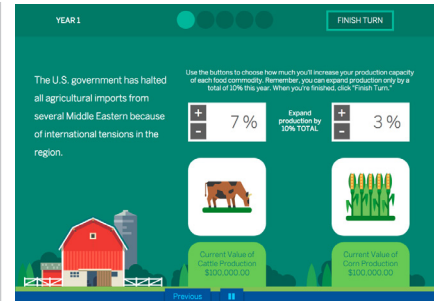 YEAR 1
FINISH TURN
The U.S. government has halted
all agricultural imports from
several Middle Eastern because
of international tensions in the
region.
Use the buttons to choose how much you'll increase your production capacity
of each food commodity. Remember, you can expand production only by a
total of 10% this year. When you're finished, click "Finish Turn."
+
-
7 %
Expand
production by
10% TOTAL
+
-
3 %
Current Value of
Cattle Production
$100,000.00
Current Value of
Corn Production
$100,000.00
Previous